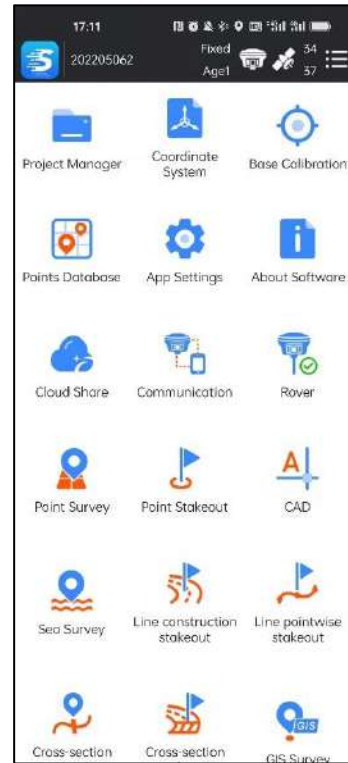 17:11
Fixed 34
202205062
Age1 37
Project Manager
Coordinate
System
Base Calibration
Points Database
App Settings
About Software
Cloud Share
Communication
Rover
Point Survey
Point Stakeout
A
CAD
Sea Survey
Line construction
stakeout
Line pointwise
stakeout
GIS
Cross-section
Cross-section
GIS Survey